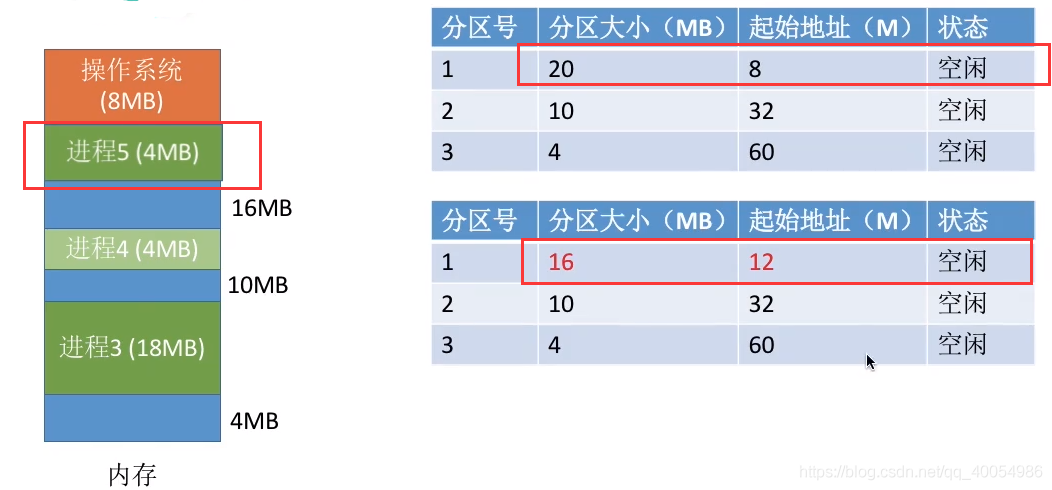 操作系统
(8MB)
进程5 (4MB)
16MB
进程4 (4MB)
10MB
进程3 (18MB)
4MB
内存
分区号 分区大小（MB） 起始地址（M） 状态
1 20 8 空闲
2 10 32 空闲
3 4 60 空闲
分区号 分区大小（MB） 起始地址（M） 状态
1 16 12 空闲
2 10 32 空闲
3 4 60 空闲
https://blog.csdn.net/qq_40054986